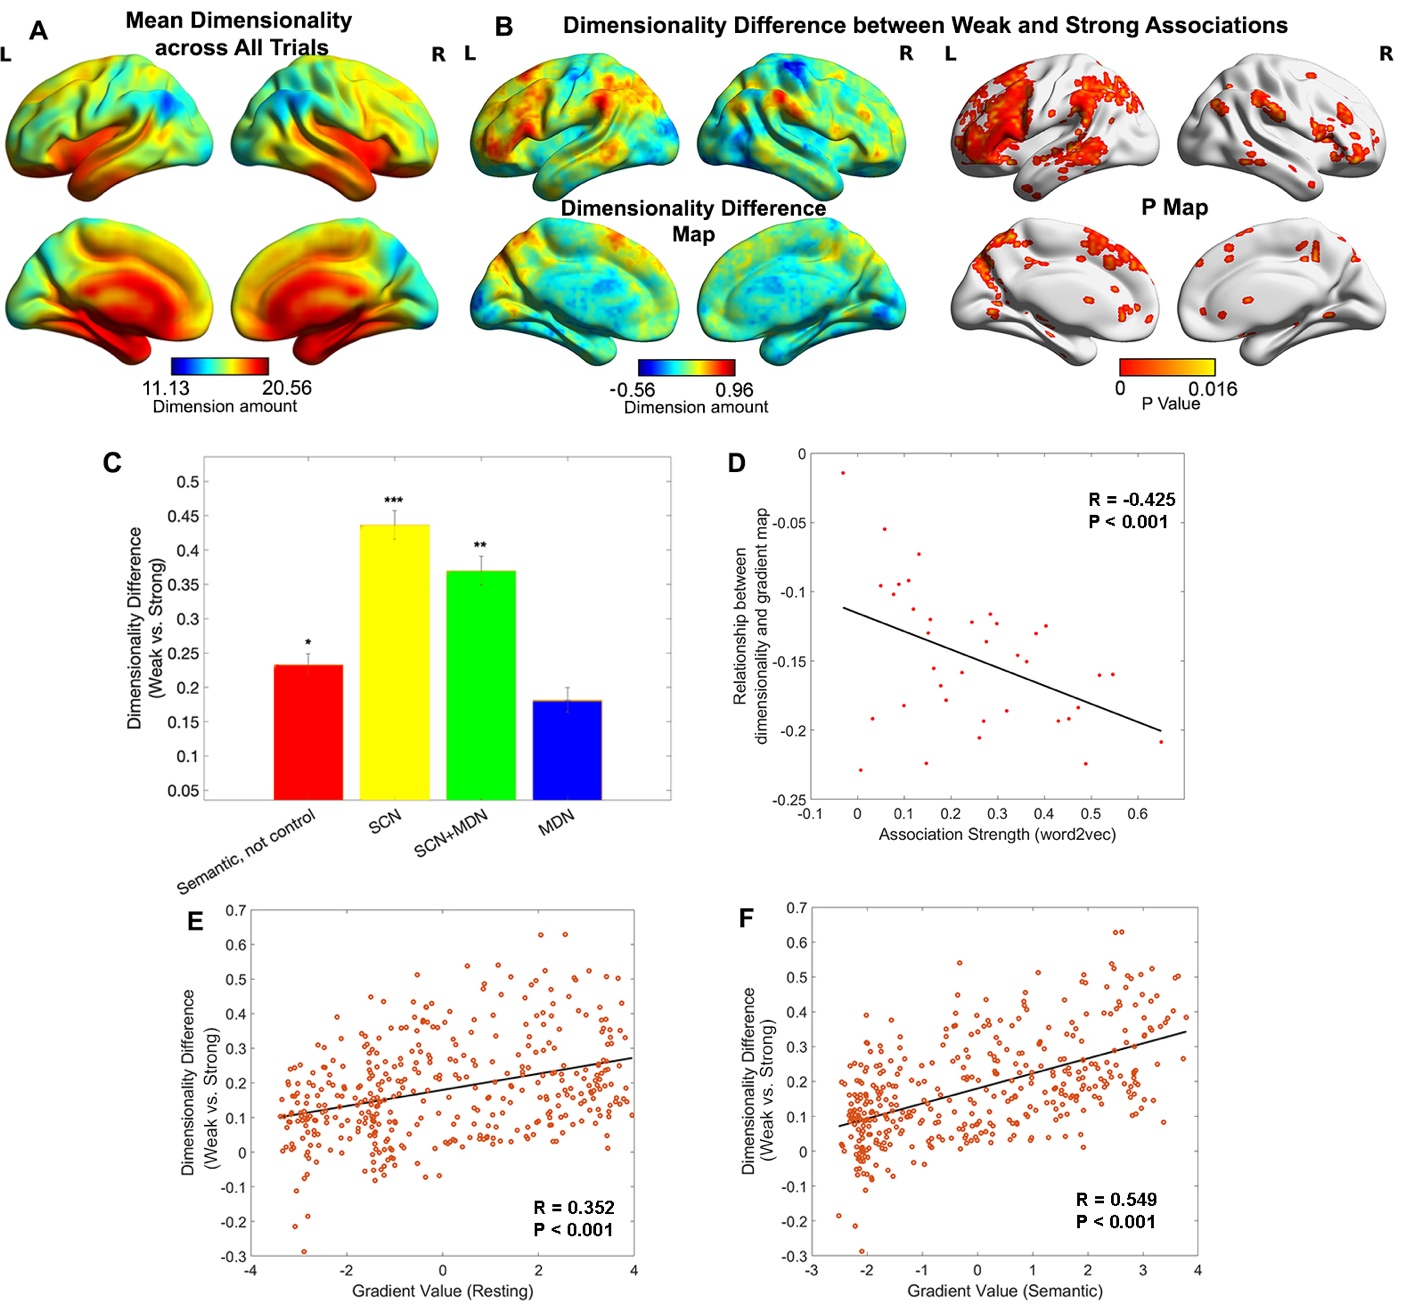 A
Mean Dimensionality
across All Trials
L
R
11.13
20.56
Dimension amount
B
Dimensionality Difference between Weak and Strong Associations
L
R
L
R
Dimensionality Difference
Map
P Map
-0.56
0.96
Dimension amount
0
0.016
P Value
C
Dimensionality Difference
(Weak vs. Strong)
0.5
0.45
0.4
0.35
0.3
0.25
0.2
0.15
0.1
0.05
*
***
**
Semantic, not control
SCN
SCN+MDN
MDN
D
Relationship between
dimensionality and gradient map
0
-0.05
-0.1
-0.15
-0.2
-0.25
R = -0.425
P < 0.001
-0.1
0
0.1
0.2
0.3
0.4
0.5
0.6
Association Strength (word2vec)
E
Dimensionality Difference
(Weak vs. Strong)
0.7
0.6
0.5
0.4
0.3
0.2
0.1
0
-0.1
-0.2
-0.3
R = 0.352
P < 0.001
-4
-2
0
2
4
Gradient Value (Resting)
F
Dimensionality Difference
(Weak vs. Strong)
0.7
0.6
0.5
0.4
0.3
0.2
0.1
0
-0.1
-0.2
-0.3
R = 0.549
P < 0.001
-3
-2
-1
0
1
2
3
4
Gradient Value (Semantic)